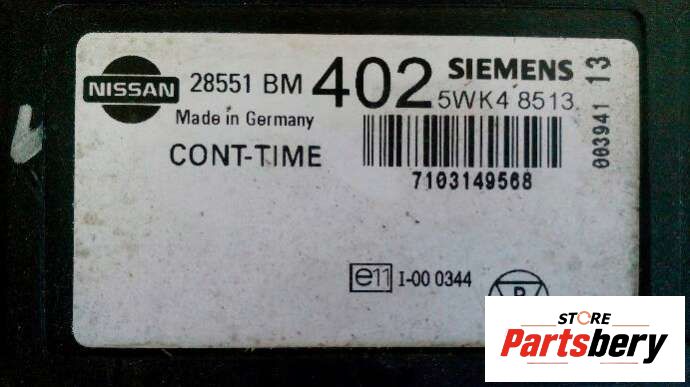 NISSAN
28551 BM 402
SIEMENS
5WK4 8513
Made in Germany
CONT-TIME
7103149568
003941 13
e11 I-00 0344
P
STORE
Partsbery